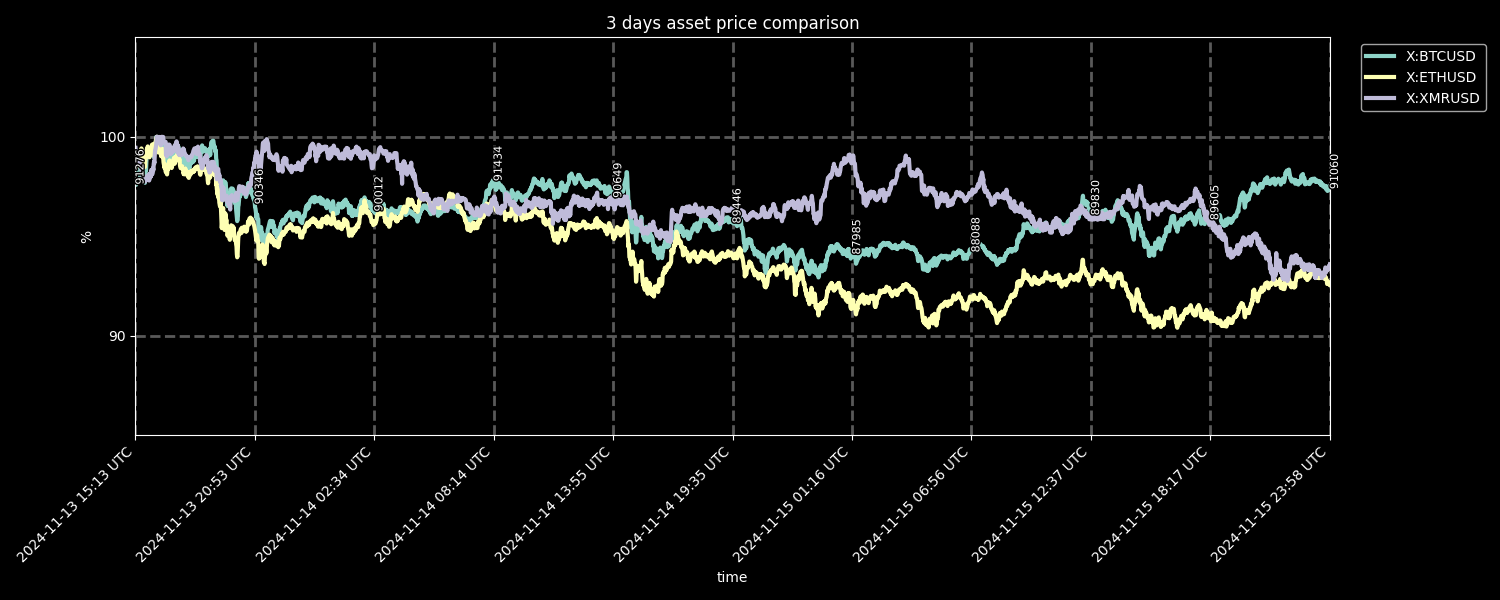 3 days asset price comparison
X:BTCUSD
X:ETHUSD
X:XMRUSD
100
90
%
91276
90346
90012
91434
90649
89446
87985
88088
89830
89605
91060
2024-11-13 15:13 UTC
2024-11-13 20:53 UTC
2024-11-14 02:34 UTC
2024-11-14 08:14 UTC
2024-11-14 13:55 UTC
2024-11-14 19:35 UTC
2024-11-15 01:16 UTC
2024-11-15 06:56 UTC
2024-11-15 12:37 UTC
2024-11-15 18:17 UTC
2024-11-15 23:58 UTC
time